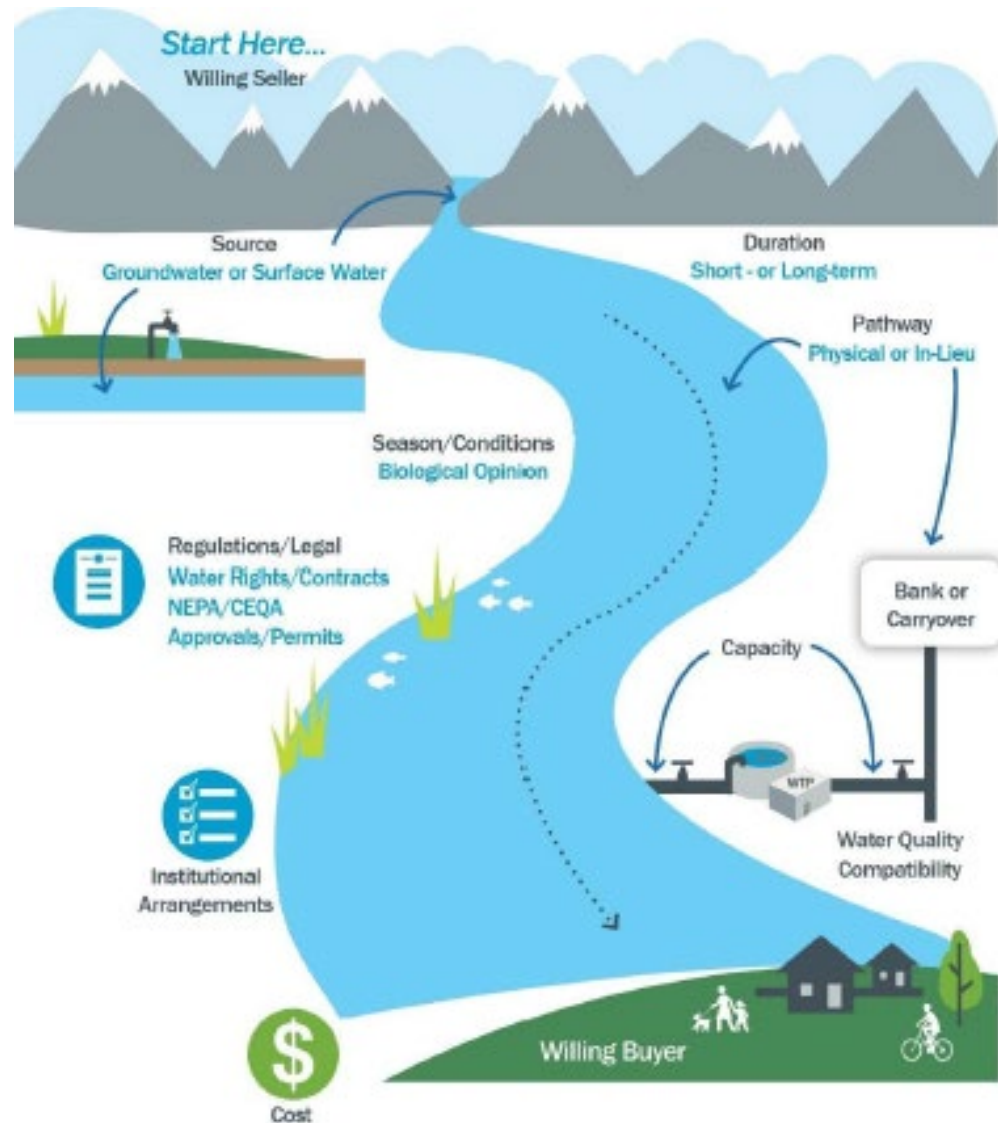 Start Here...
Willing Seller
Source
Groundwater or Surface Water
Duration
Short - or Long-term
Pathway
Physical or In-Lieu
Season/Conditions
Biological Opinion
Regulations/Legal
Water Rights/Contracts
NEPA/CEQA
Approvals/Permits
Bank or
Carryover
Capacity
WTP
Water Quality
Compatibility
Institutional
Arrangements
Willing Buyer
$
Cost